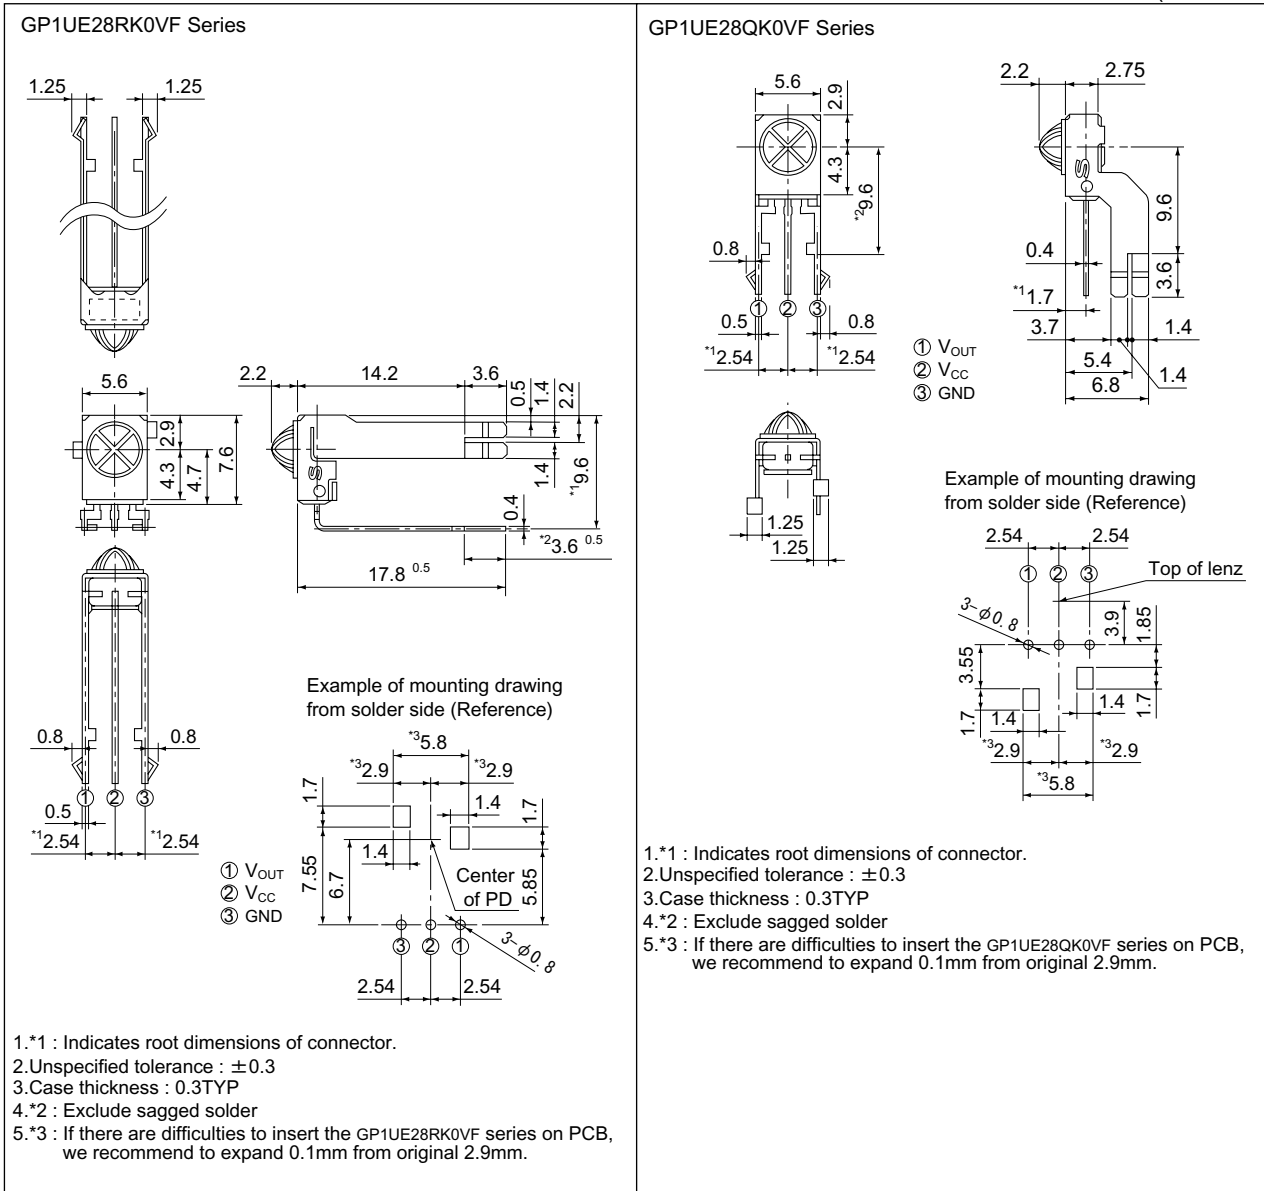 GP1UE28RK0VF Series
1.25
1.25
5.6
2.9
4.3
4.7
7.6
2.2
14.2
3.6
0.5
1.4
2.2
1.4
*19.6
0.4
*23.6 0.5
17.8 0.5
0.8
0.8
① ② ③
0.5
*12.54
*12.54
① VOUT
② VCC
③ GND
Example of mounting drawing
from solder side (Reference)
*35.8
*32.9
*32.9
1.7
1.4
1.7
1.4
7.55
6.7
Center
of PD
5.85
③ ② ①
3-φ0.8
2.54
2.54
1.*1 : Indicates root dimensions of connector.
2.Unspecified tolerance : ±0.3
3.Case thickness : 0.3TYP
4.*2 : Exclude sagged solder
5.*3 : If there are difficulties to insert the GP1UE28RK0VF series on PCB,
we recommend to expand 0.1mm from original 2.9mm.
GP1UE28QK0VF Series
5.6
2.9
4.3
*29.6
0.8
① ② ③
0.5
0.8
*12.54
*12.54
2.2
2.75
9.6
0.4
3.6
*11.7
3.7
1.4
5.4
1.4
6.8
① VOUT
② VCC
③ GND
1.25
1.25
Example of mounting drawing
from solder side (Reference)
2.54
2.54
① ② ③
Top of lenz
3-φ0.8
3.9
1.85
3.55
1.7
1.4
1.4
1.7
*32.9
*32.9
*35.8
1.*1 : Indicates root dimensions of connector.
2.Unspecified tolerance : ±0.3
3.Case thickness : 0.3TYP
4.*2 : Exclude sagged solder
5.*3 : If there are difficulties to insert the GP1UE28QK0VF series on PCB,
we recommend to expand 0.1mm from original 2.9mm.